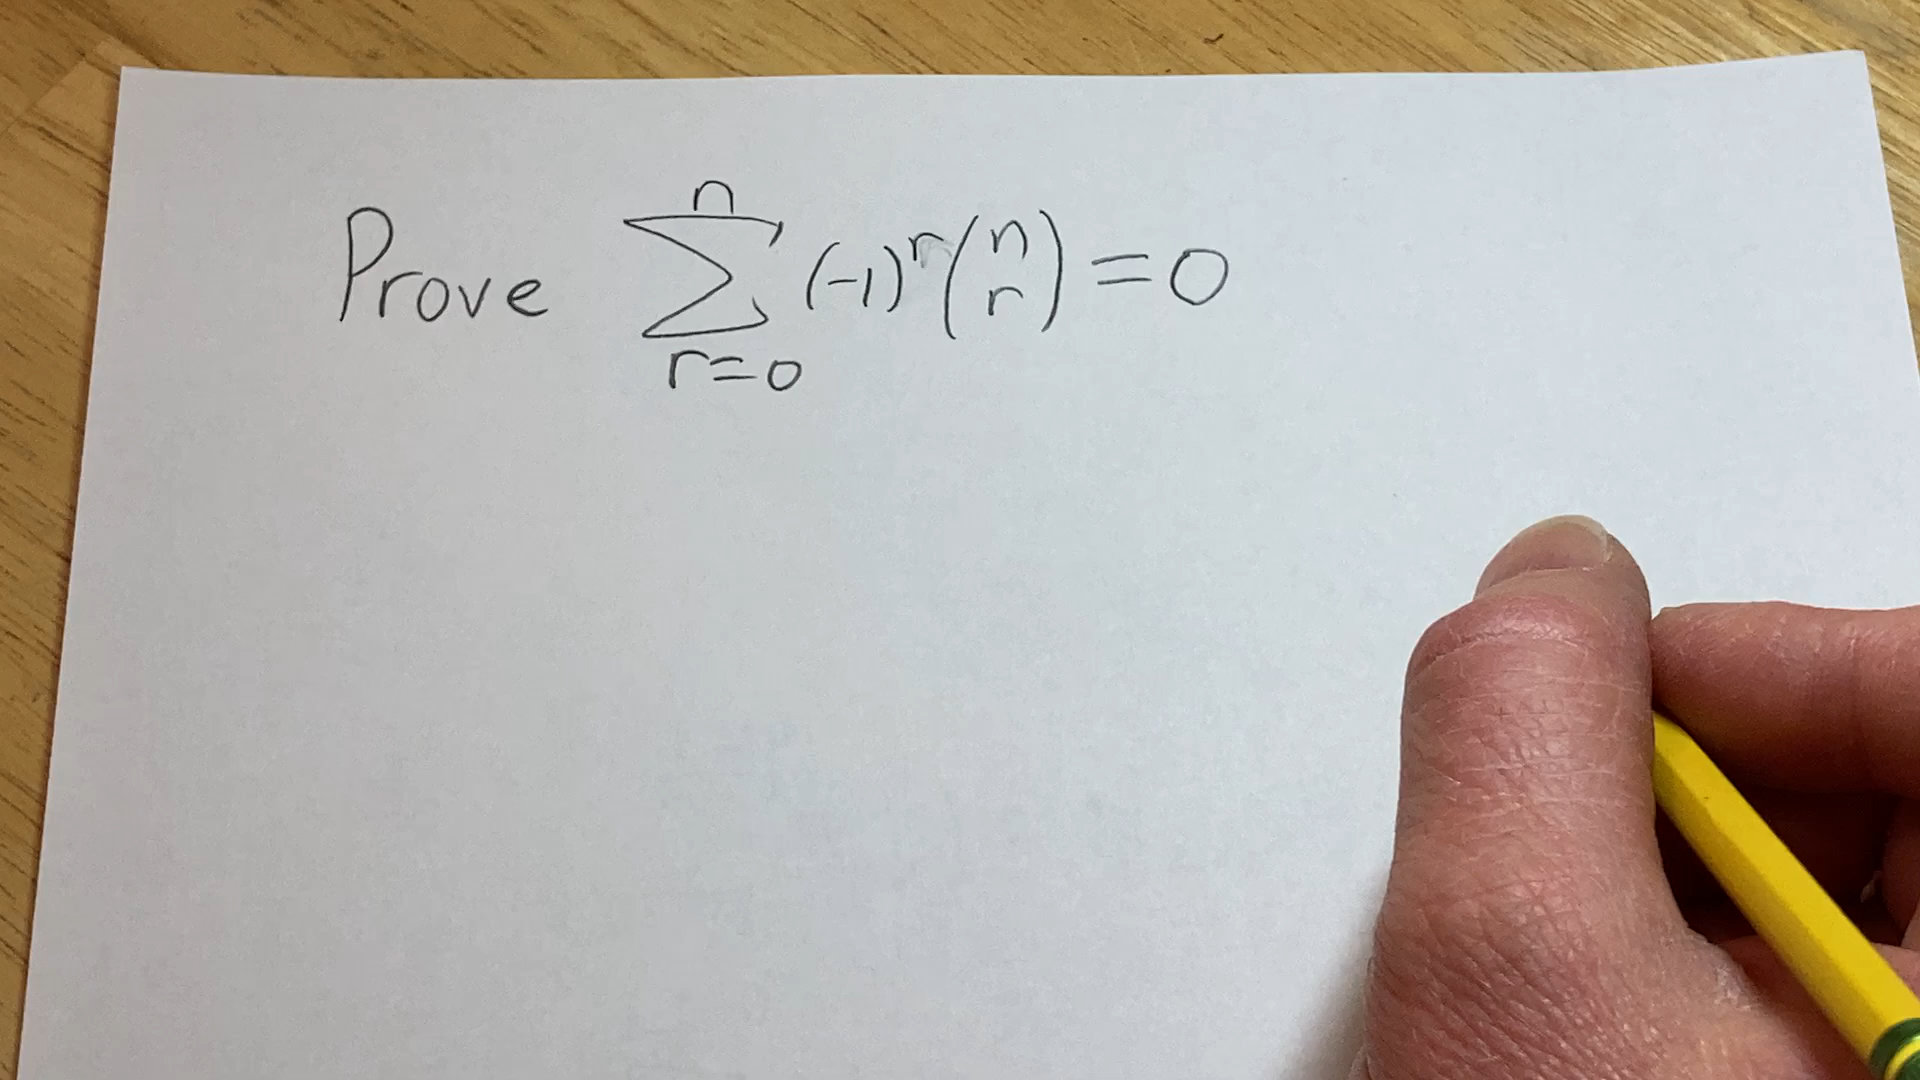 Prove $\sum_{r=0}^{n} (-1)^r \binom{n}{r} = 0$